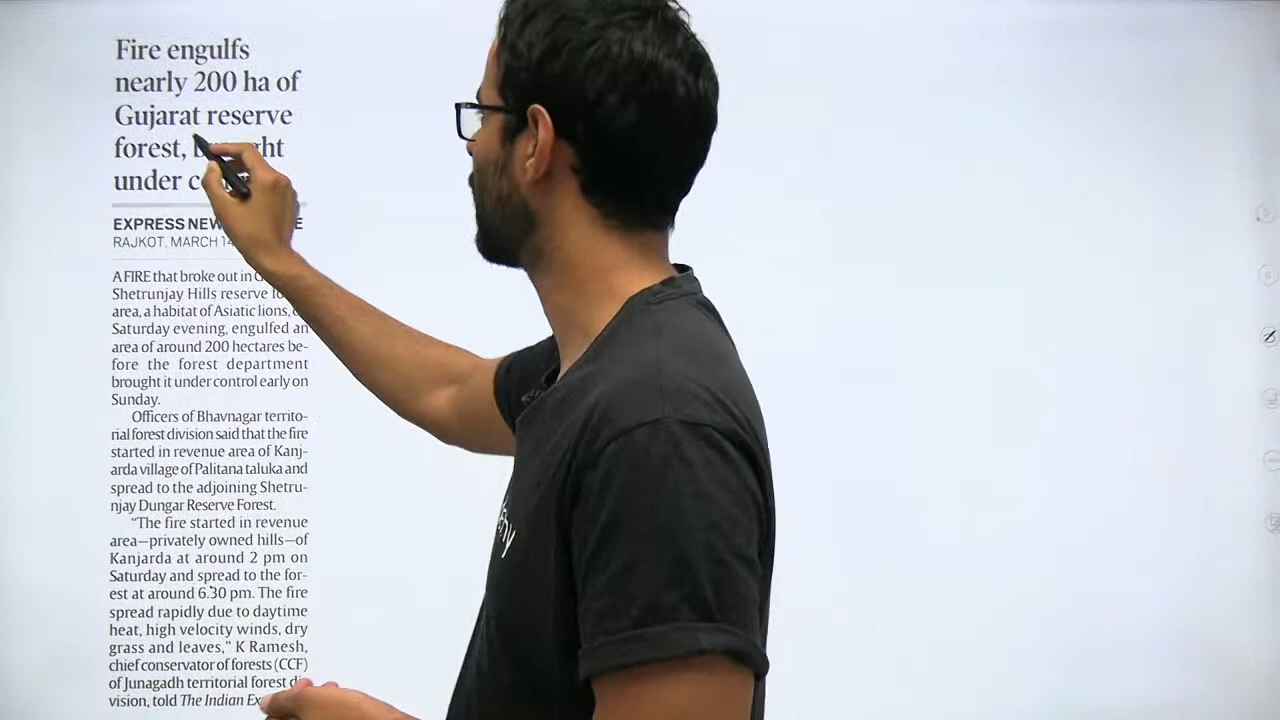 Fire engulfs
nearly 200 ha of
Gujarat reserve
forest,
under
EXPRESS
RAJKOT, MARCH 14
A FIRE that broke out in
Shetrunjay Hills reserve
area, a habitat of Asiatic lions,
Saturday evening, engulfed an
area of around 200 hectares be-
fore the forest department
brought it under control early on
Sunday.
Officers of Bhavnagar territo-
rial forest division said that the fire
started in revenue area of Kanj-
arda village of Palitana taluka and
spread to the adjoining Shetru-
njay Dungar Reserve Forest.
"The fire started in revenue
area—privately owned hills—of
Kanjarda at around 2 pm on
Saturday and spread to the for-
est at around 6.30 pm. The fire
spread rapidly due to daytime
heat, high velocity winds, dry
grass and leaves," K Ramesh,
chief conservator of forests (CCF)
of Junagadh territorial forest di-
vision, told The Indian